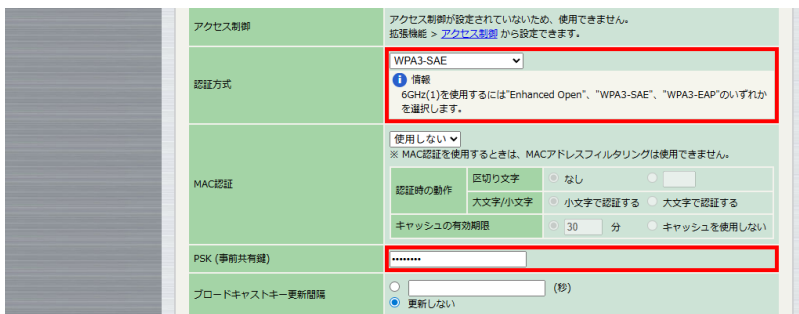 アクセス制御
アクセス制御が設定されていないため、使用できません。
拡張機能 > アクセス制御 から設定できます。
認証方式
WPA3-SAE
情報
6GHz(1)を使用するには"Enhanced Open"、"WPA3-SAE"、"WPA3-EAP"のいずれか
を選択します。
MAC認証
使用しない
※ MAC認証を使用するときは、MACアドレスフィルタリングは使用できません。
認証時の動作
区切り文字
なし
大文字/小文字
小文字で認証する
大文字で認証する
キャッシュの有効期限
30 分
キャッシュを使用しない
PSK (事前共有鍵)
••••••••
ブロードキャストキー更新間隔
(秒)
更新しない